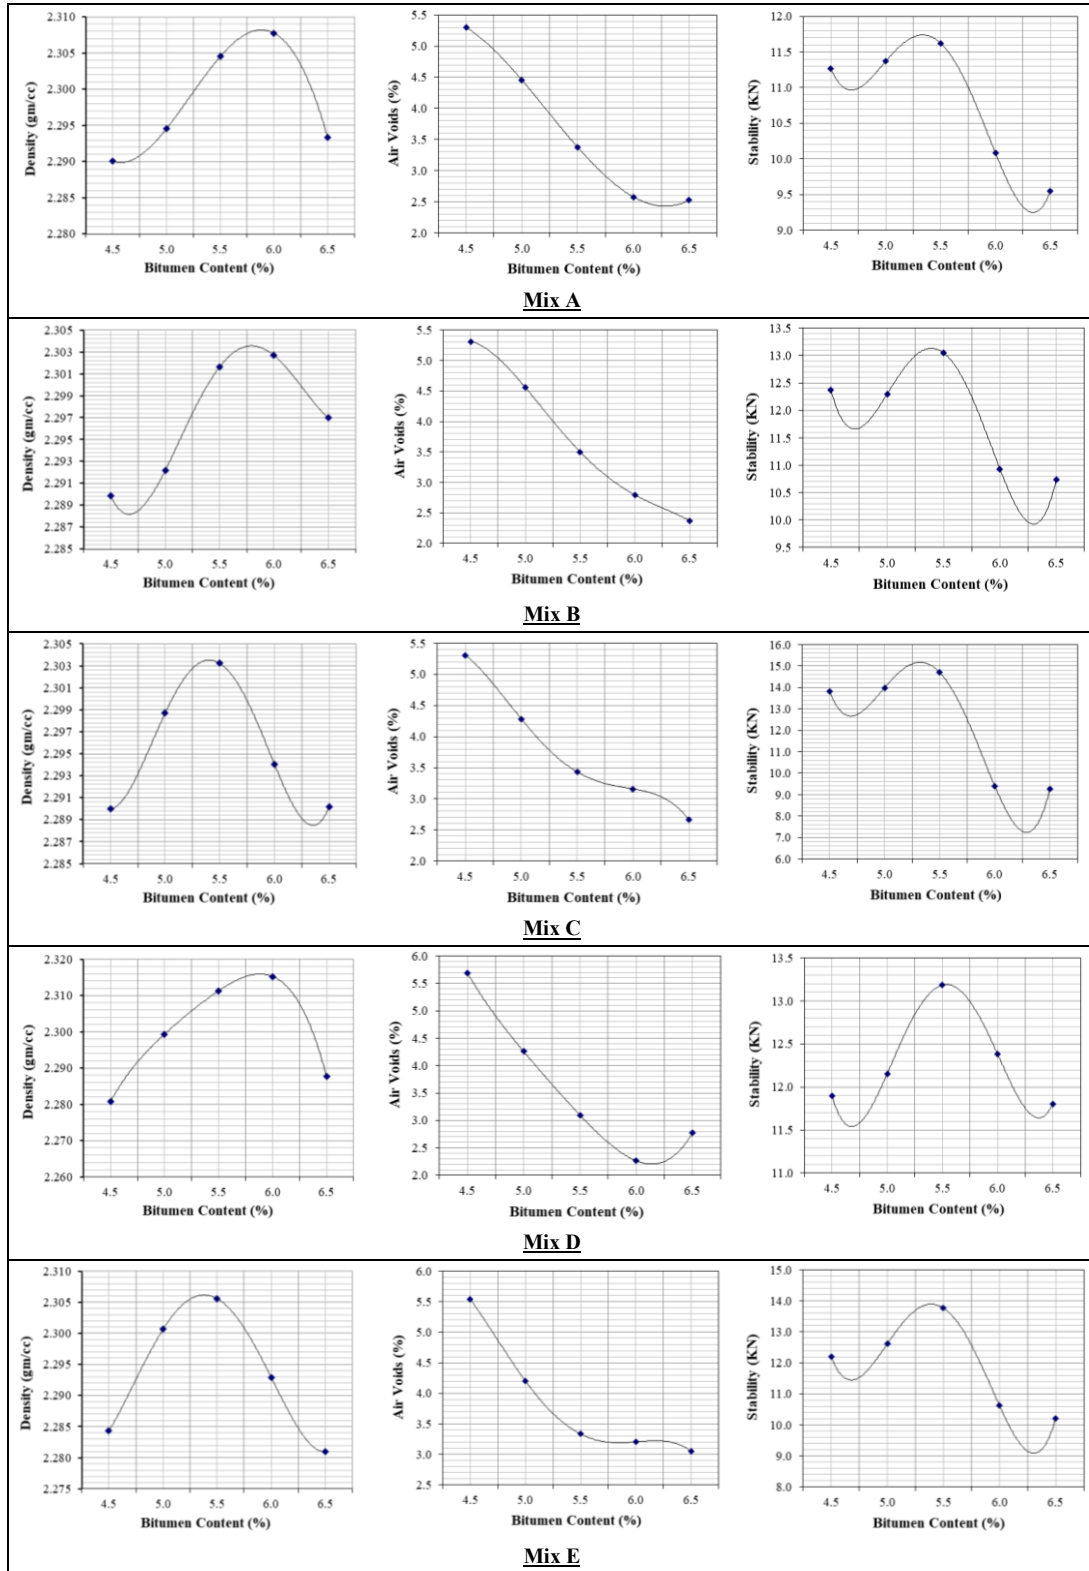 Density (gm/cc)
2.310
2.305
2.300
2.295
2.290
2.285
2.280
4.5 5.0 5.5 6.0 6.5
Bitumen Content (%)
Air Voids (%)
5.5
5.0
4.5
4.0
3.5
3.0
2.5
2.0
4.5 5.0 5.5 6.0 6.5
Bitumen Content (%)
Stability (KN)
12.0
11.5
11.0
10.5
10.0
9.5
9.0
4.5 5.0 5.5 6.0 6.5
Bitumen Content (%)
Mix A
Density (gm/cc)
2.305
2.303
2.301
2.299
2.297
2.295
2.293
2.291
2.289
2.287
2.285
4.5 5.0 5.5 6.0 6.5
Bitumen Content (%)
Air Voids (%)
5.5
5.0
4.5
4.0
3.5
3.0
2.5
2.0
4.5 5.0 5.5 6.0 6.5
Bitumen Content (%)
Stability (KN)
13.5
13.0
12.5
12.0
11.5
11.0
10.5
10.0
9.5
4.5 5.0 5.5 6.0 6.5
Bitumen Content (%)
Mix B
Density (gm/cc)
2.305
2.303
2.301
2.299
2.297
2.295
2.293
2.291
2.289
2.287
2.285
4.5 5.0 5.5 6.0 6.5
Bitumen Content (%)
Air Voids (%)
5.5
5.0
4.5
4.0
3.5
3.0
2.5
2.0
4.5 5.0 5.5 6.0 6.5
Bitumen Content (%)
Stability (KN)
16.0
15.0
14.0
13.0
12.0
11.0
10.0
9.0
8.0
7.0
6.0
4.5 5.0 5.5 6.0 6.5
Bitumen Content (%)
Mix C
Density (gm/cc)
2.320
2.310
2.300
2.290
2.280
2.270
2.260
4.5 5.0 5.5 6.0 6.5
Bitumen Content (%)
Air Voids (%)
6.0
5.5
5.0
4.5
4.0
3.5
3.0
2.5
2.0
4.5 5.0 5.5 6.0 6.5
Bitumen Content (%)
Stability (KN)
13.5
13.0
12.5
12.0
11.5
11.0
4.5 5.0 5.5 6.0 6.5
Bitumen Content (%)
Mix D
Density (gm/cc)
2.310
2.305
2.300
2.295
2.290
2.285
2.280
2.275
4.5 5.0 5.5 6.0 6.5
Bitumen Content (%)
Air Voids (%)
6.0
5.5
5.0
4.5
4.0
3.5
3.0
2.5
4.5 5.0 5.5 6.0 6.5
Bitumen Content (%)
Stability (KN)
15.0
14.0
13.0
12.0
11.0
10.0
9.0
8.0
4.5 5.0 5.5 6.0 6.5
Bitumen Content (%)
Mix E